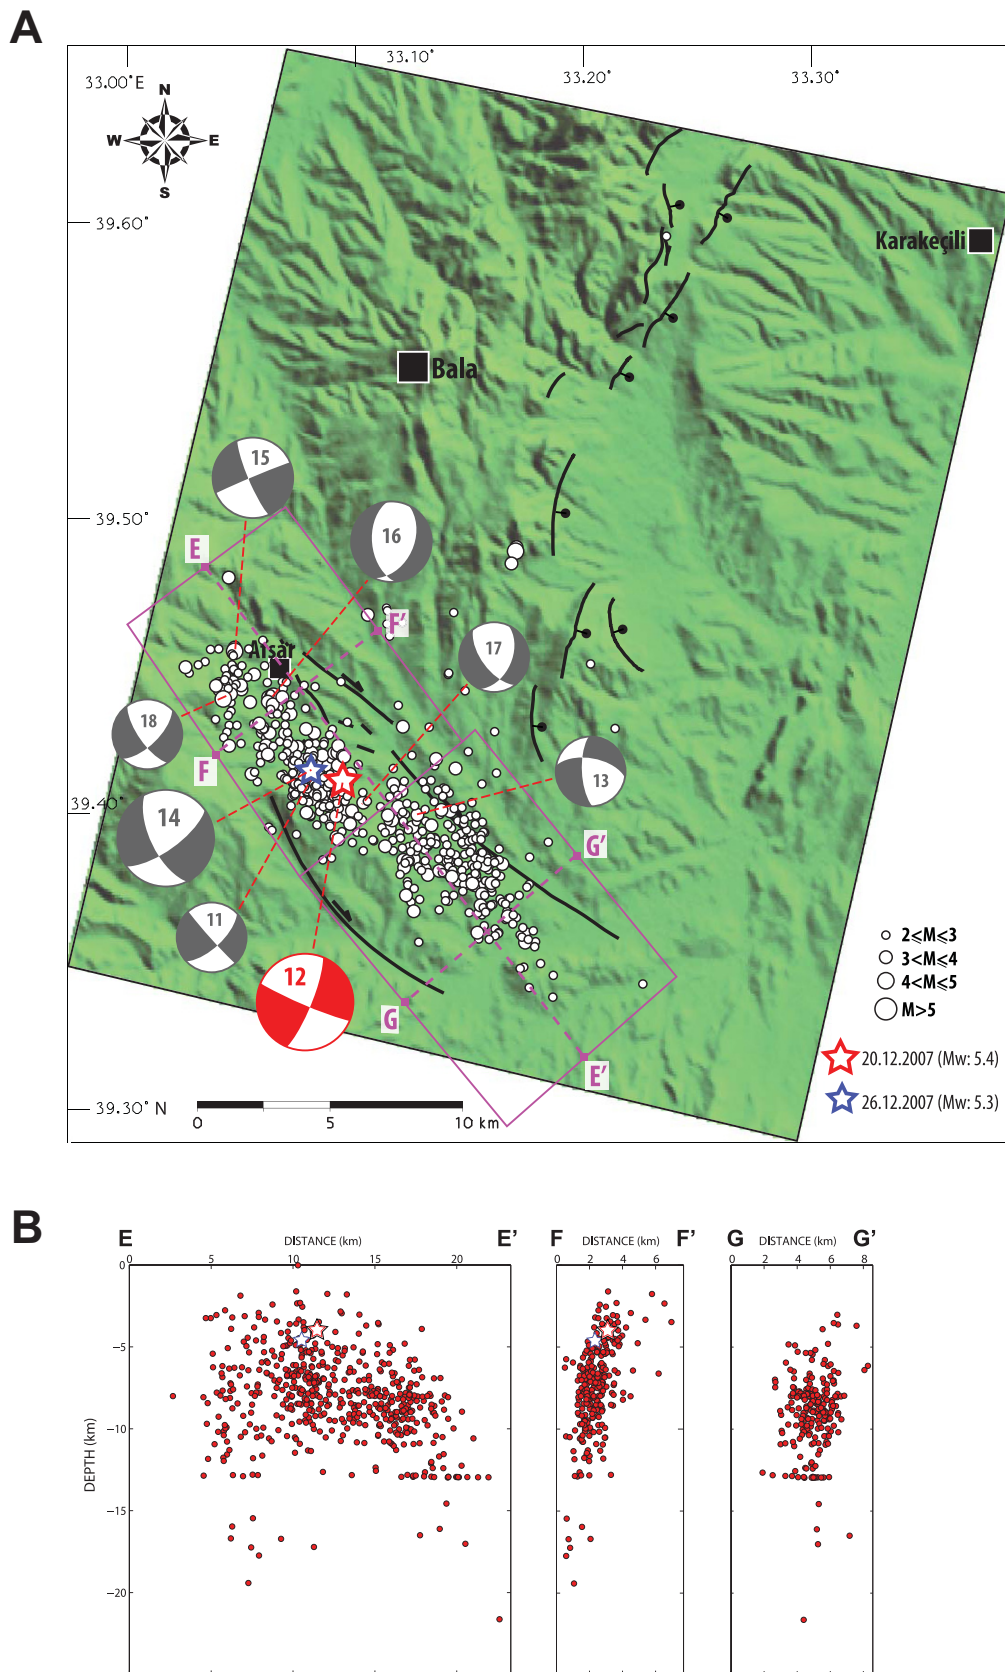 A
33.00°E
33.10°
33.20°
33.30°
N
W E
S
39.60°
Karakeçili
Bala
15
39.50°
16
E
F'
17
Afşar
18
F
13
39.40°
14
G'
11
2⩽M⩽3
3<M⩽4
12
4<M⩽5
M>5
G
20.12.2007 (Mw: 5.4)
E'
26.12.2007 (Mw: 5.3)
39.30° N
0 5 10 km
B
E DISTANCE (km) E’ F DISTANCE (km) F’ G DISTANCE (km) G’
0 5 10 15 20 0 2 4 6 0 2 4 6 8
0
−5
−10
DEPTH (km)
−15
−20